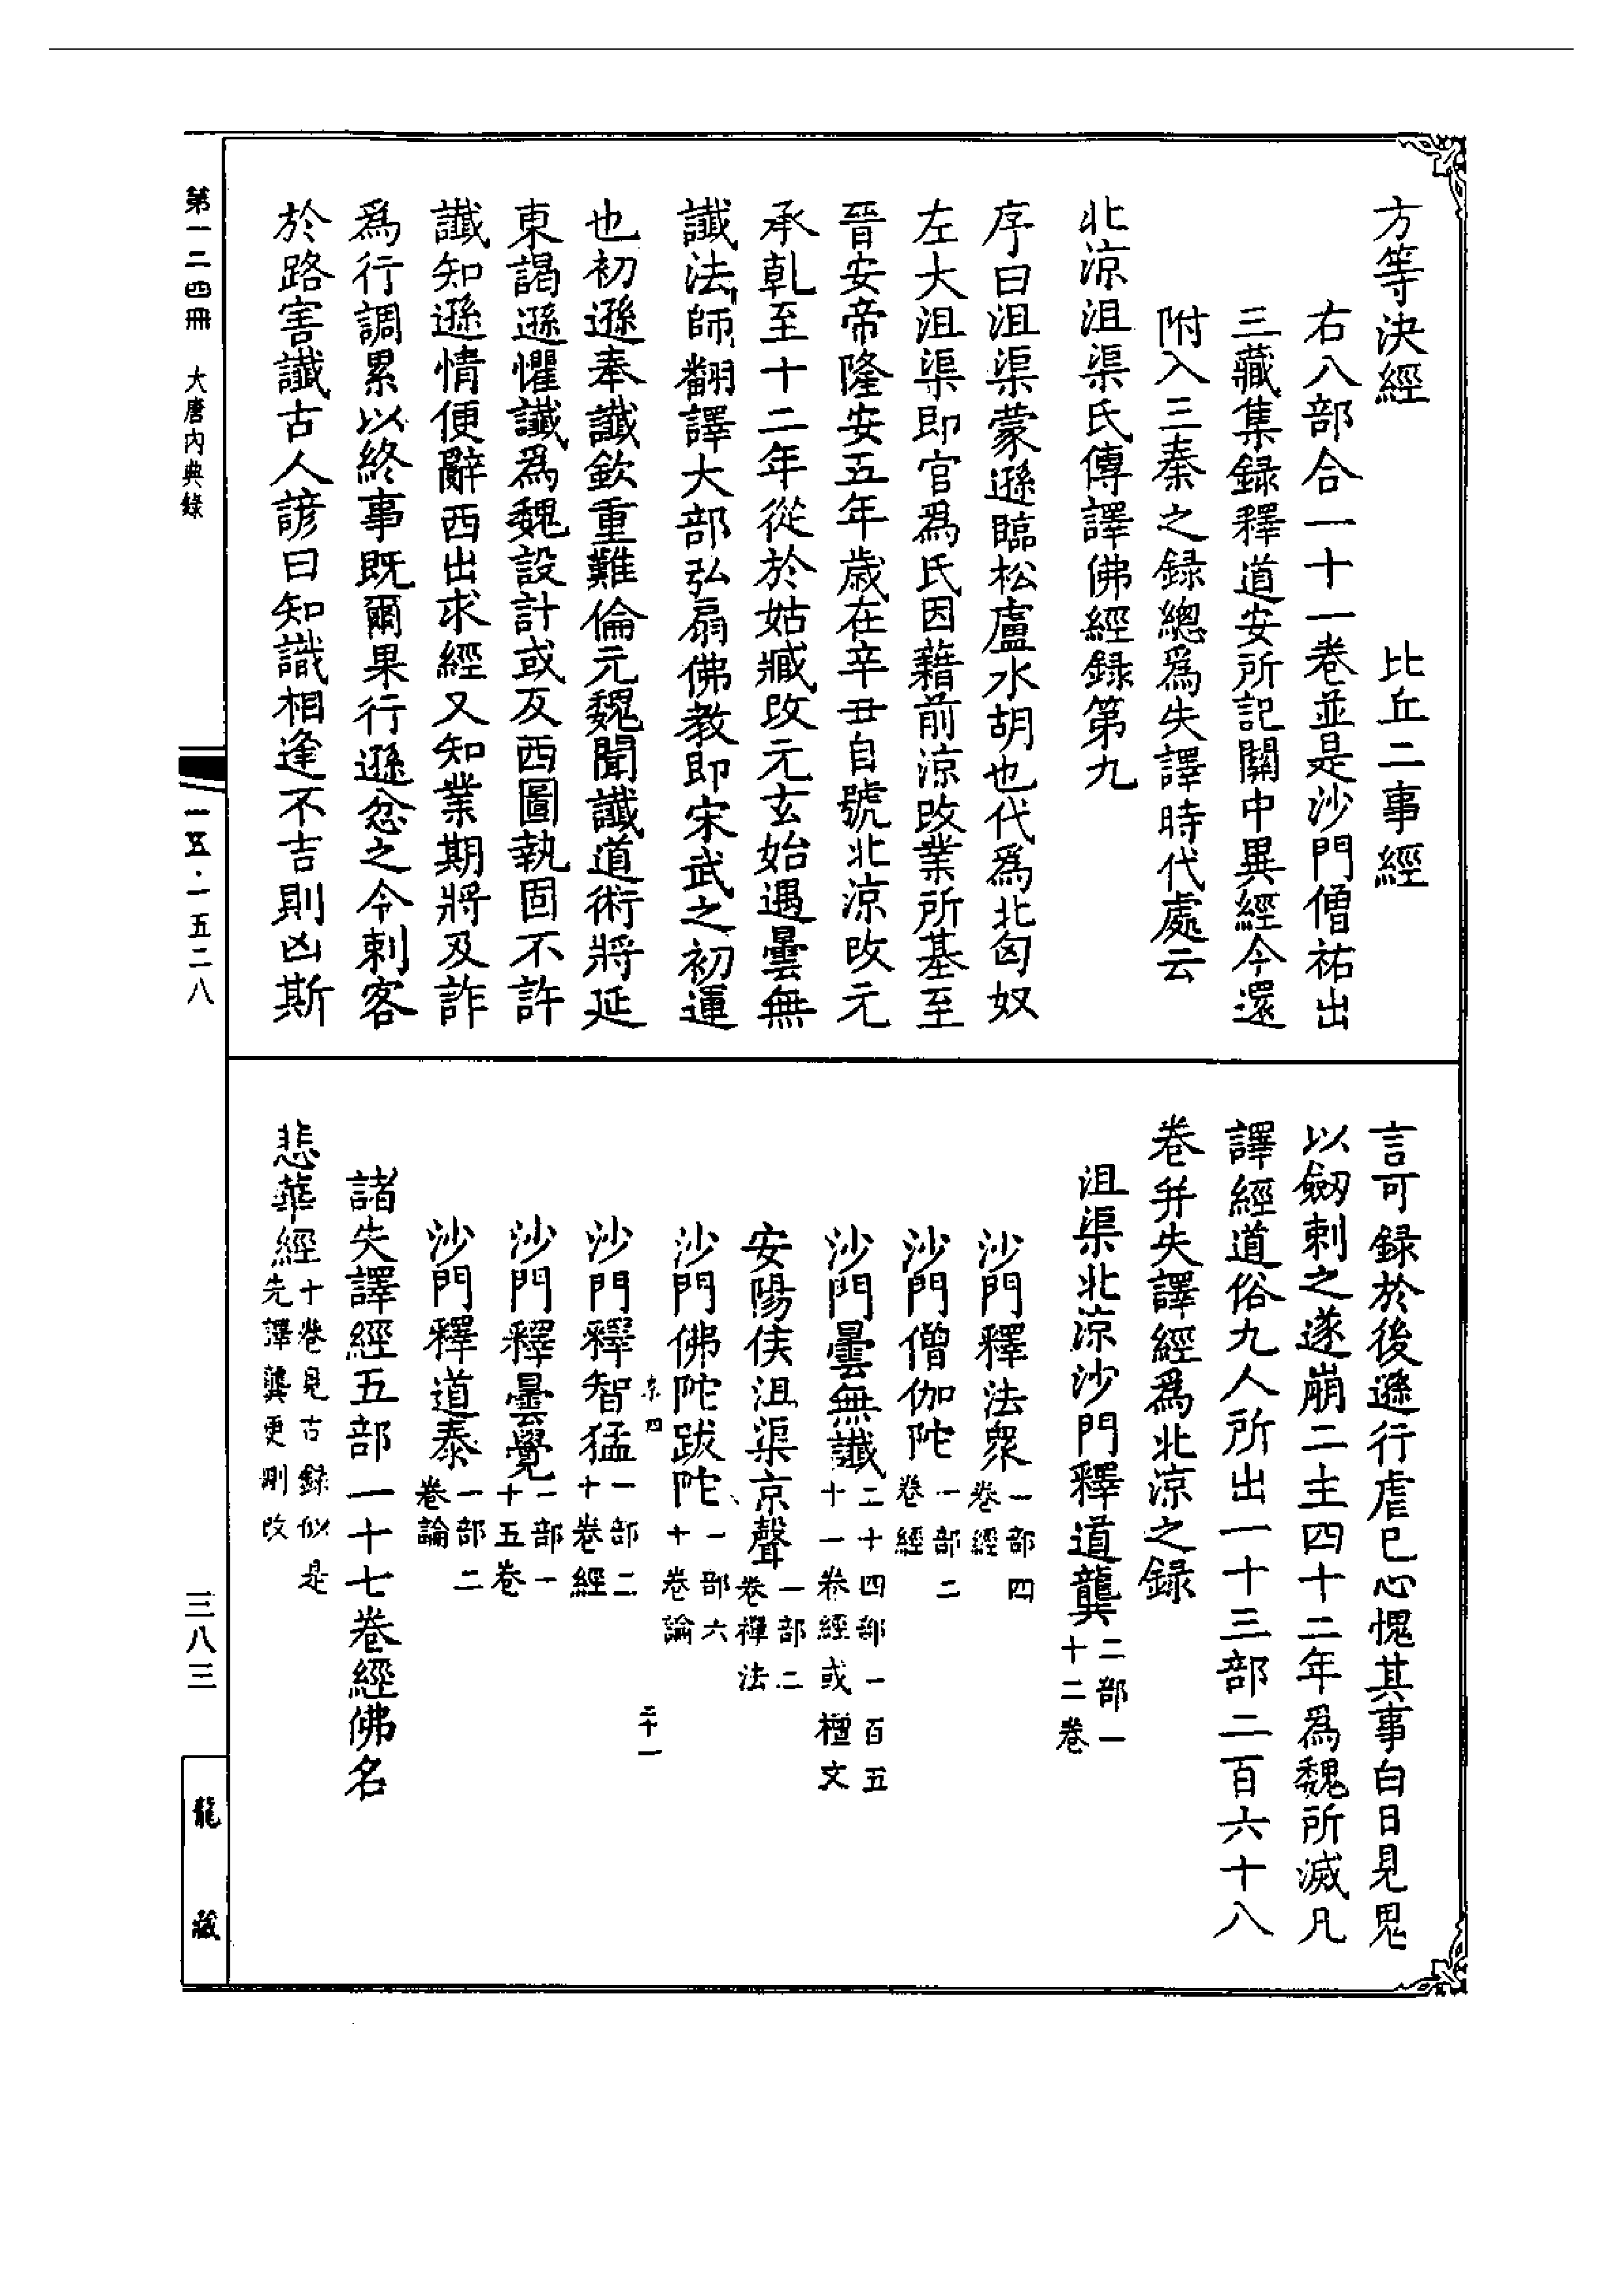 方等決經　比丘二事經
右八部合一十一卷並是沙門僧祐出
三藏集録釋道安所記關中異經今還
附入三秦之録總爲失譯時代處云
北涼沮渠氏傳譯佛經録第九
序曰沮渠蒙遜臨松盧水胡也代爲北匈奴
左大沮渠即官爲氏因藉前涼改業所基至
晉安帝隆安五年歳在辛丑自號北涼改元
承乹至十二年從於姑臧改元玄始遇曇無
讖法師翻譯大部弘扇佛教即宋武之初運
也初遜奉讖欽重難倫元魏聞讖道術將延
東謁遜懼讖爲魏設計或及西圖執固不許
讖知遜情便辭西出求經又知業期將及詐
爲行調累以終事既爾果行遜忿之令刺客
於路害讖古人諺曰知識相逢不吉則凶斯
言可録於後遜行虐已心愧其事白日見鬼
以劒刺之遂崩二主四十二年爲魏所滅凡
譯經道俗九人所出一十三部二百六十八
卷并失譯經爲北涼之録
沮渠北涼沙門釋道龔二部一十二卷
沙門釋法衆一部四卷經
沙門僧伽陀一部二卷經
沙門曇無讖二十四部一百五十一卷經或檀文
安陽侯沮渠京聲一部二卷禪法
沙門佛陀跋陀一部六十卷論
二十一
沙門釋智猛一部二十卷經
沙門釋曇覺一部一十五卷
沙門釋道泰一部二卷論
諸失譯經五部一十七卷經佛名
悲華經十卷見古録似是先譯龔更刪改
第一二四冊　大唐内典錄
一五·一五二八
三八三
龍藏